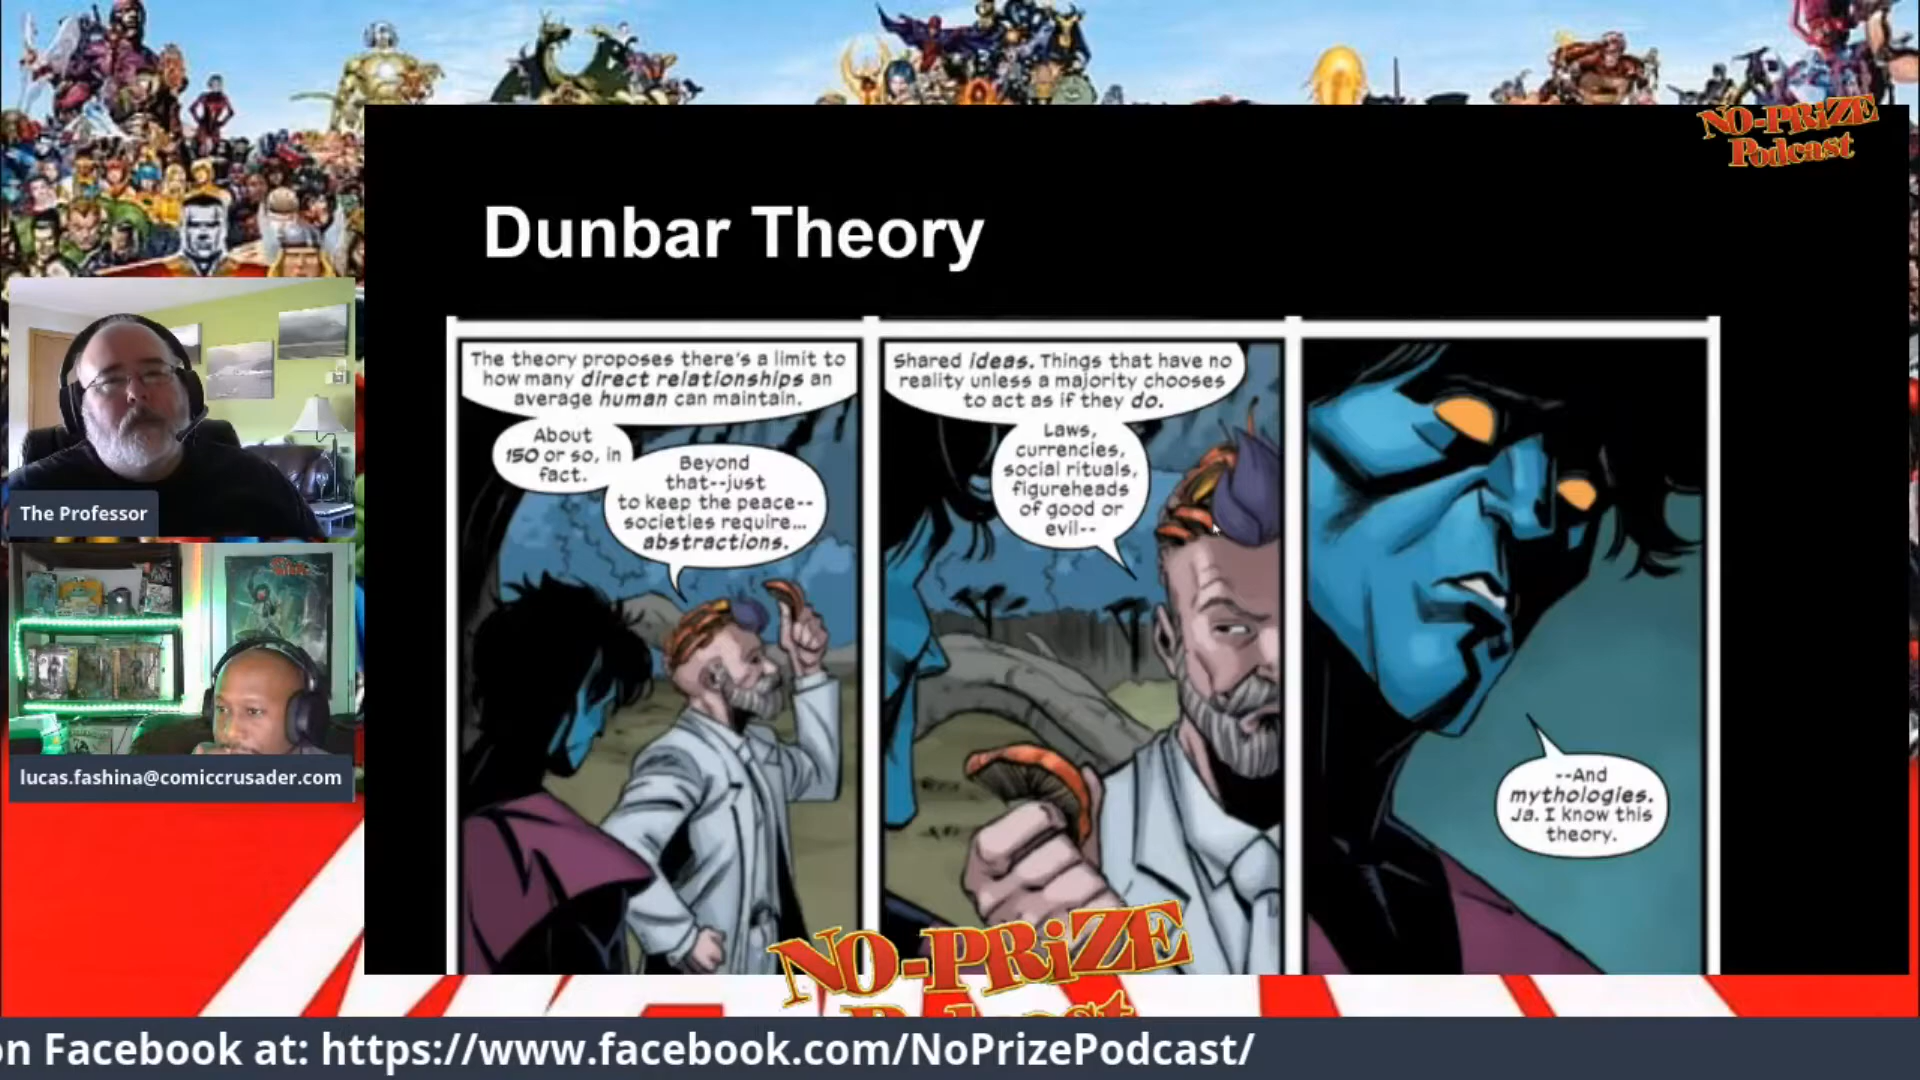 NO-PRiZE
Podcast
Dunbar Theory
The theory proposes there's a limit to
how many direct relationships an
average human can maintain.
About
150 or so, in
fact.
Beyond
that--just
to keep the peace--
societies require...
abstractions.
Shared ideas. Things that have no
reality unless a majority chooses
to act as if they do.
Laws,
currencies,
social rituals,
figureheads
of good or
evil--
--And
mythologies.
Ja. I know this
theory.
The Professor
lucas.fashina@comiccrusader.com
NO-PRiZE
Podcast
on Facebook at: https://www.facebook.com/NoPrizePodcast/